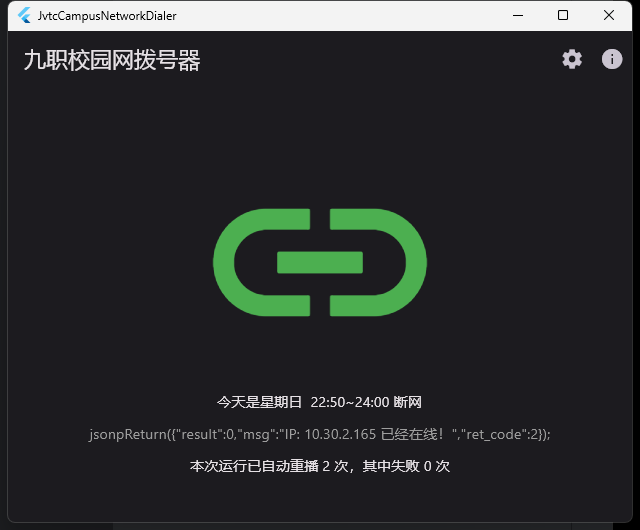 JvtcCampusNetworkDialer
九职校园网拨号器
今天是星期日 22:50~24:00 断网
jsonpReturn({"result":0,"msg":"IP: 10.30.2.165 已经在线！","ret_code":2});
本次运行已自动重播 2 次，其中失败 0 次